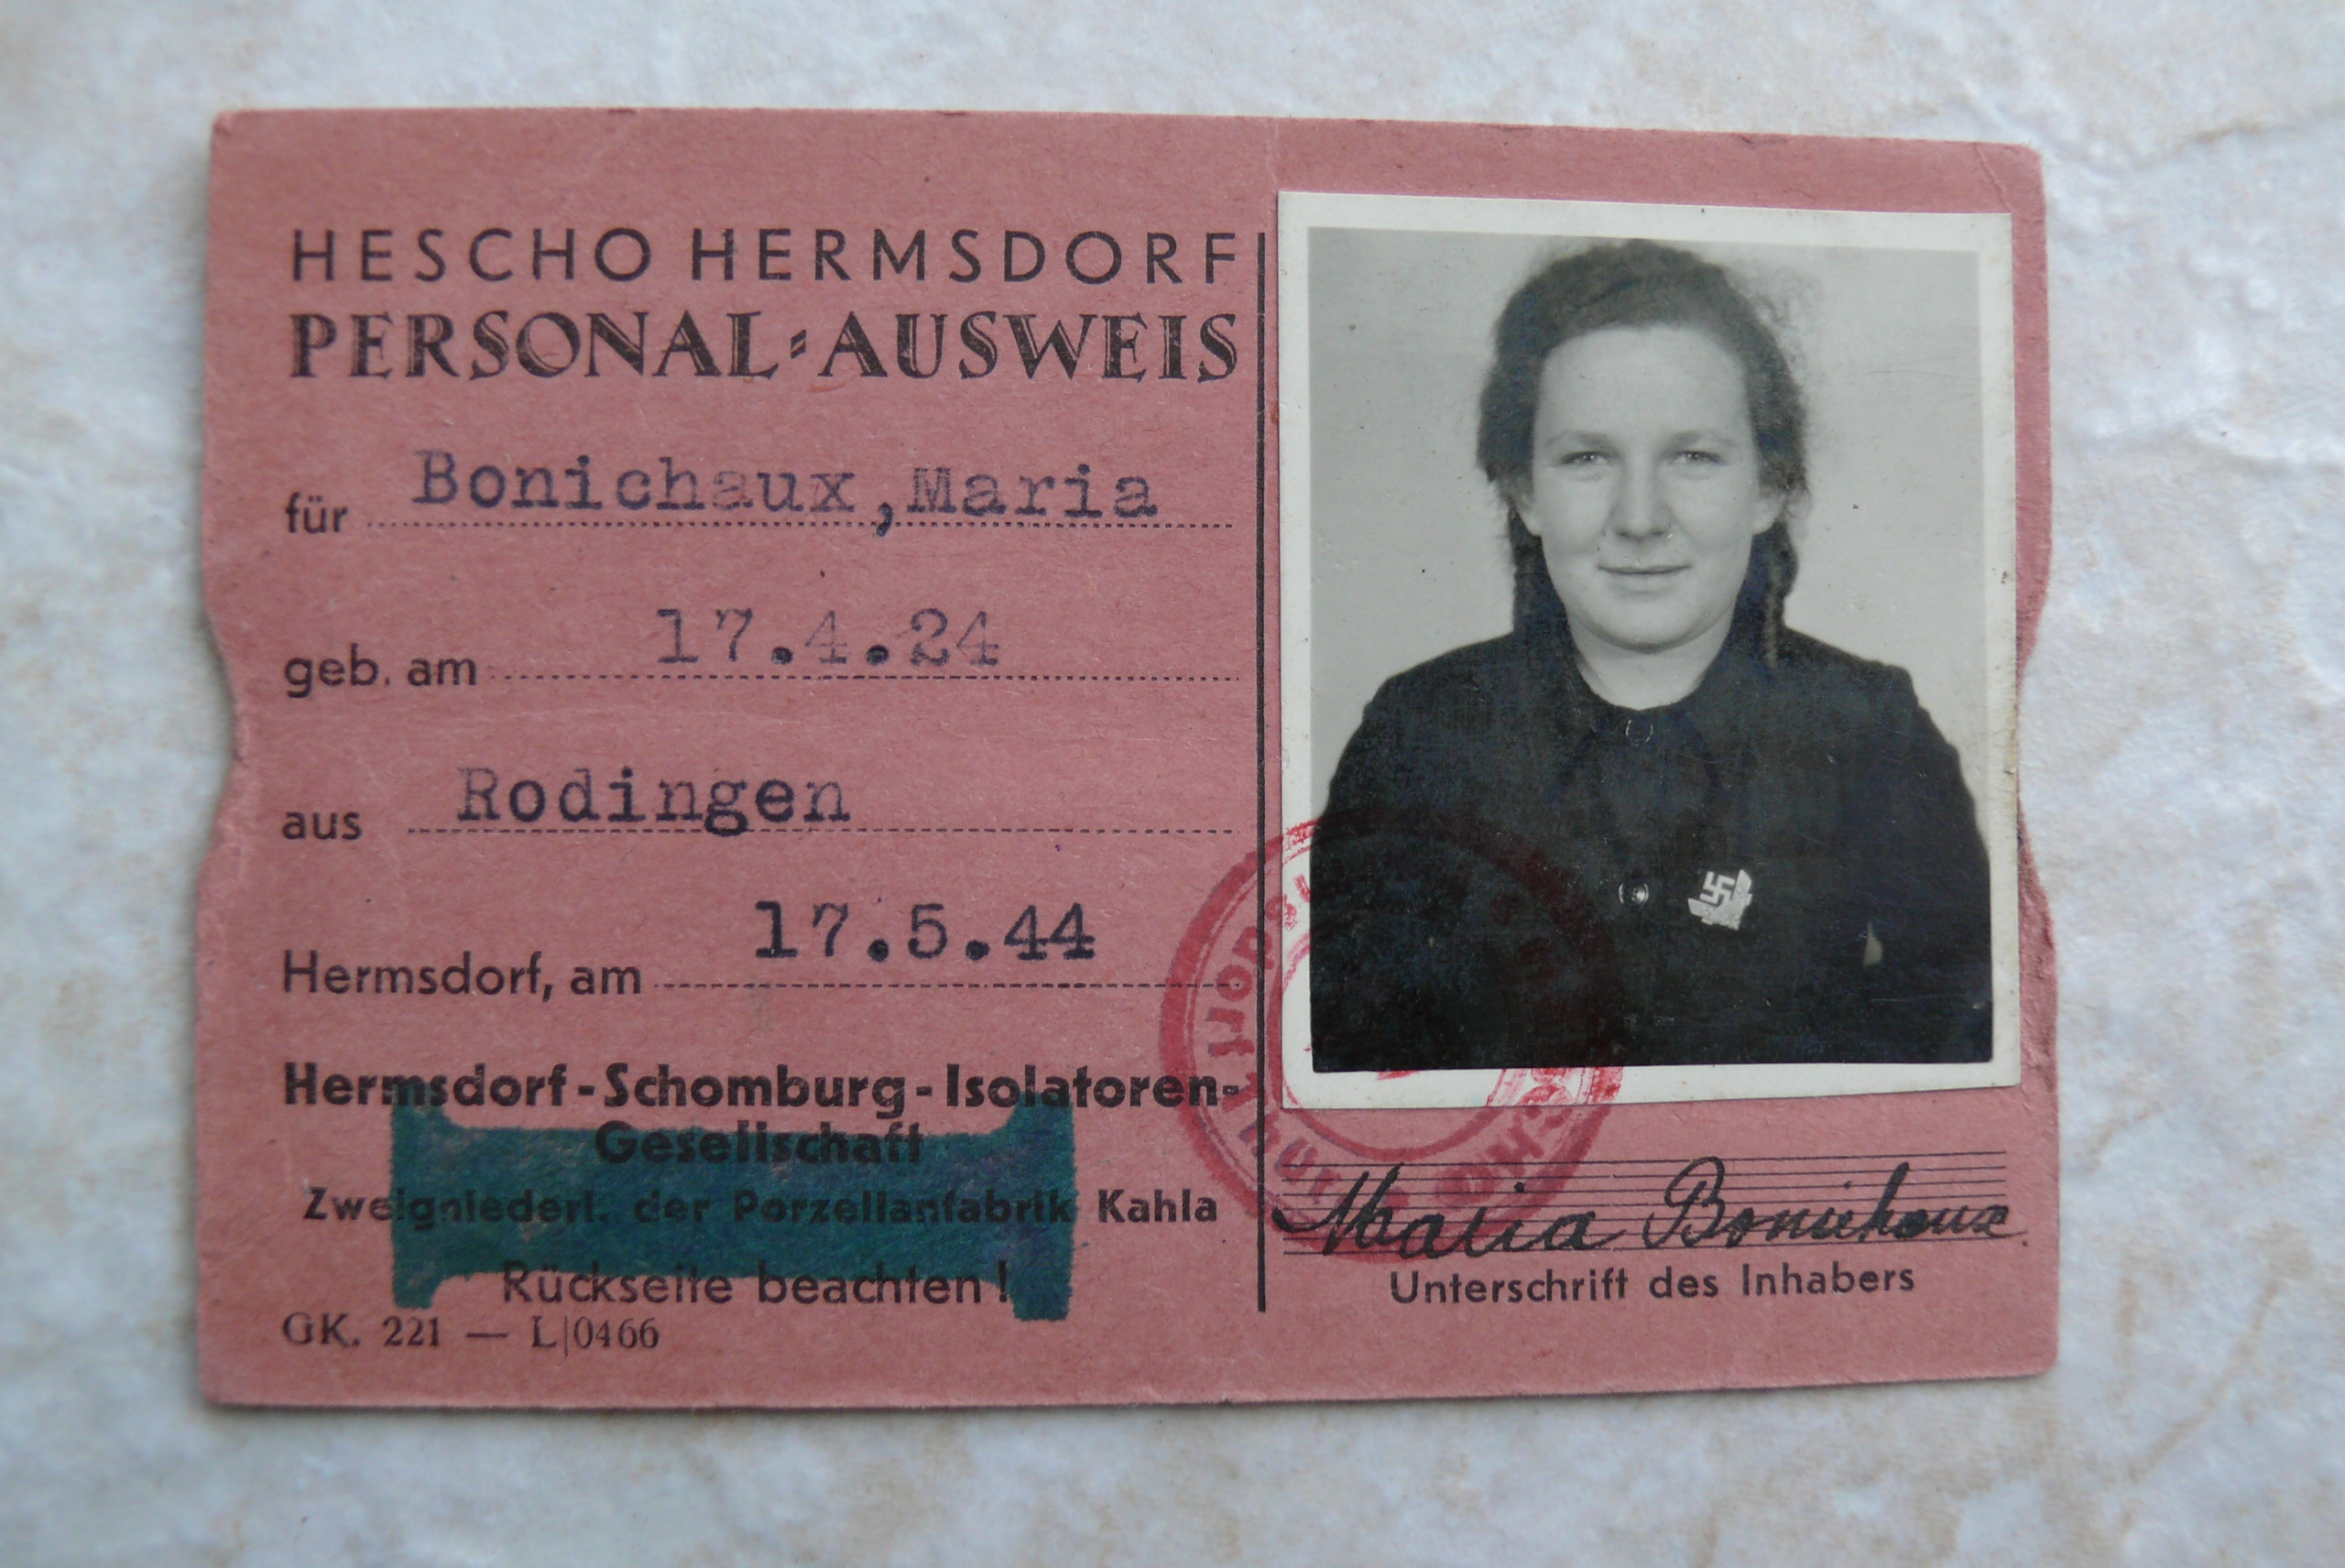 HESCHO HERMSDORF
PERSONAL-AUSWEIS
für Bonichaux, Maria
geb. am 17.4.24
aus Rodingen
Hermsdorf, am 17.5.44
Hermsdorf-Schomburg-Isolatoren-
Gesellschaft
Zweigniederl. der Porzellanfabrik Kahla
Rückseite beachten!
GK. 221 — L|0466
Maria Bonichaux
Unterschrift des Inhabers